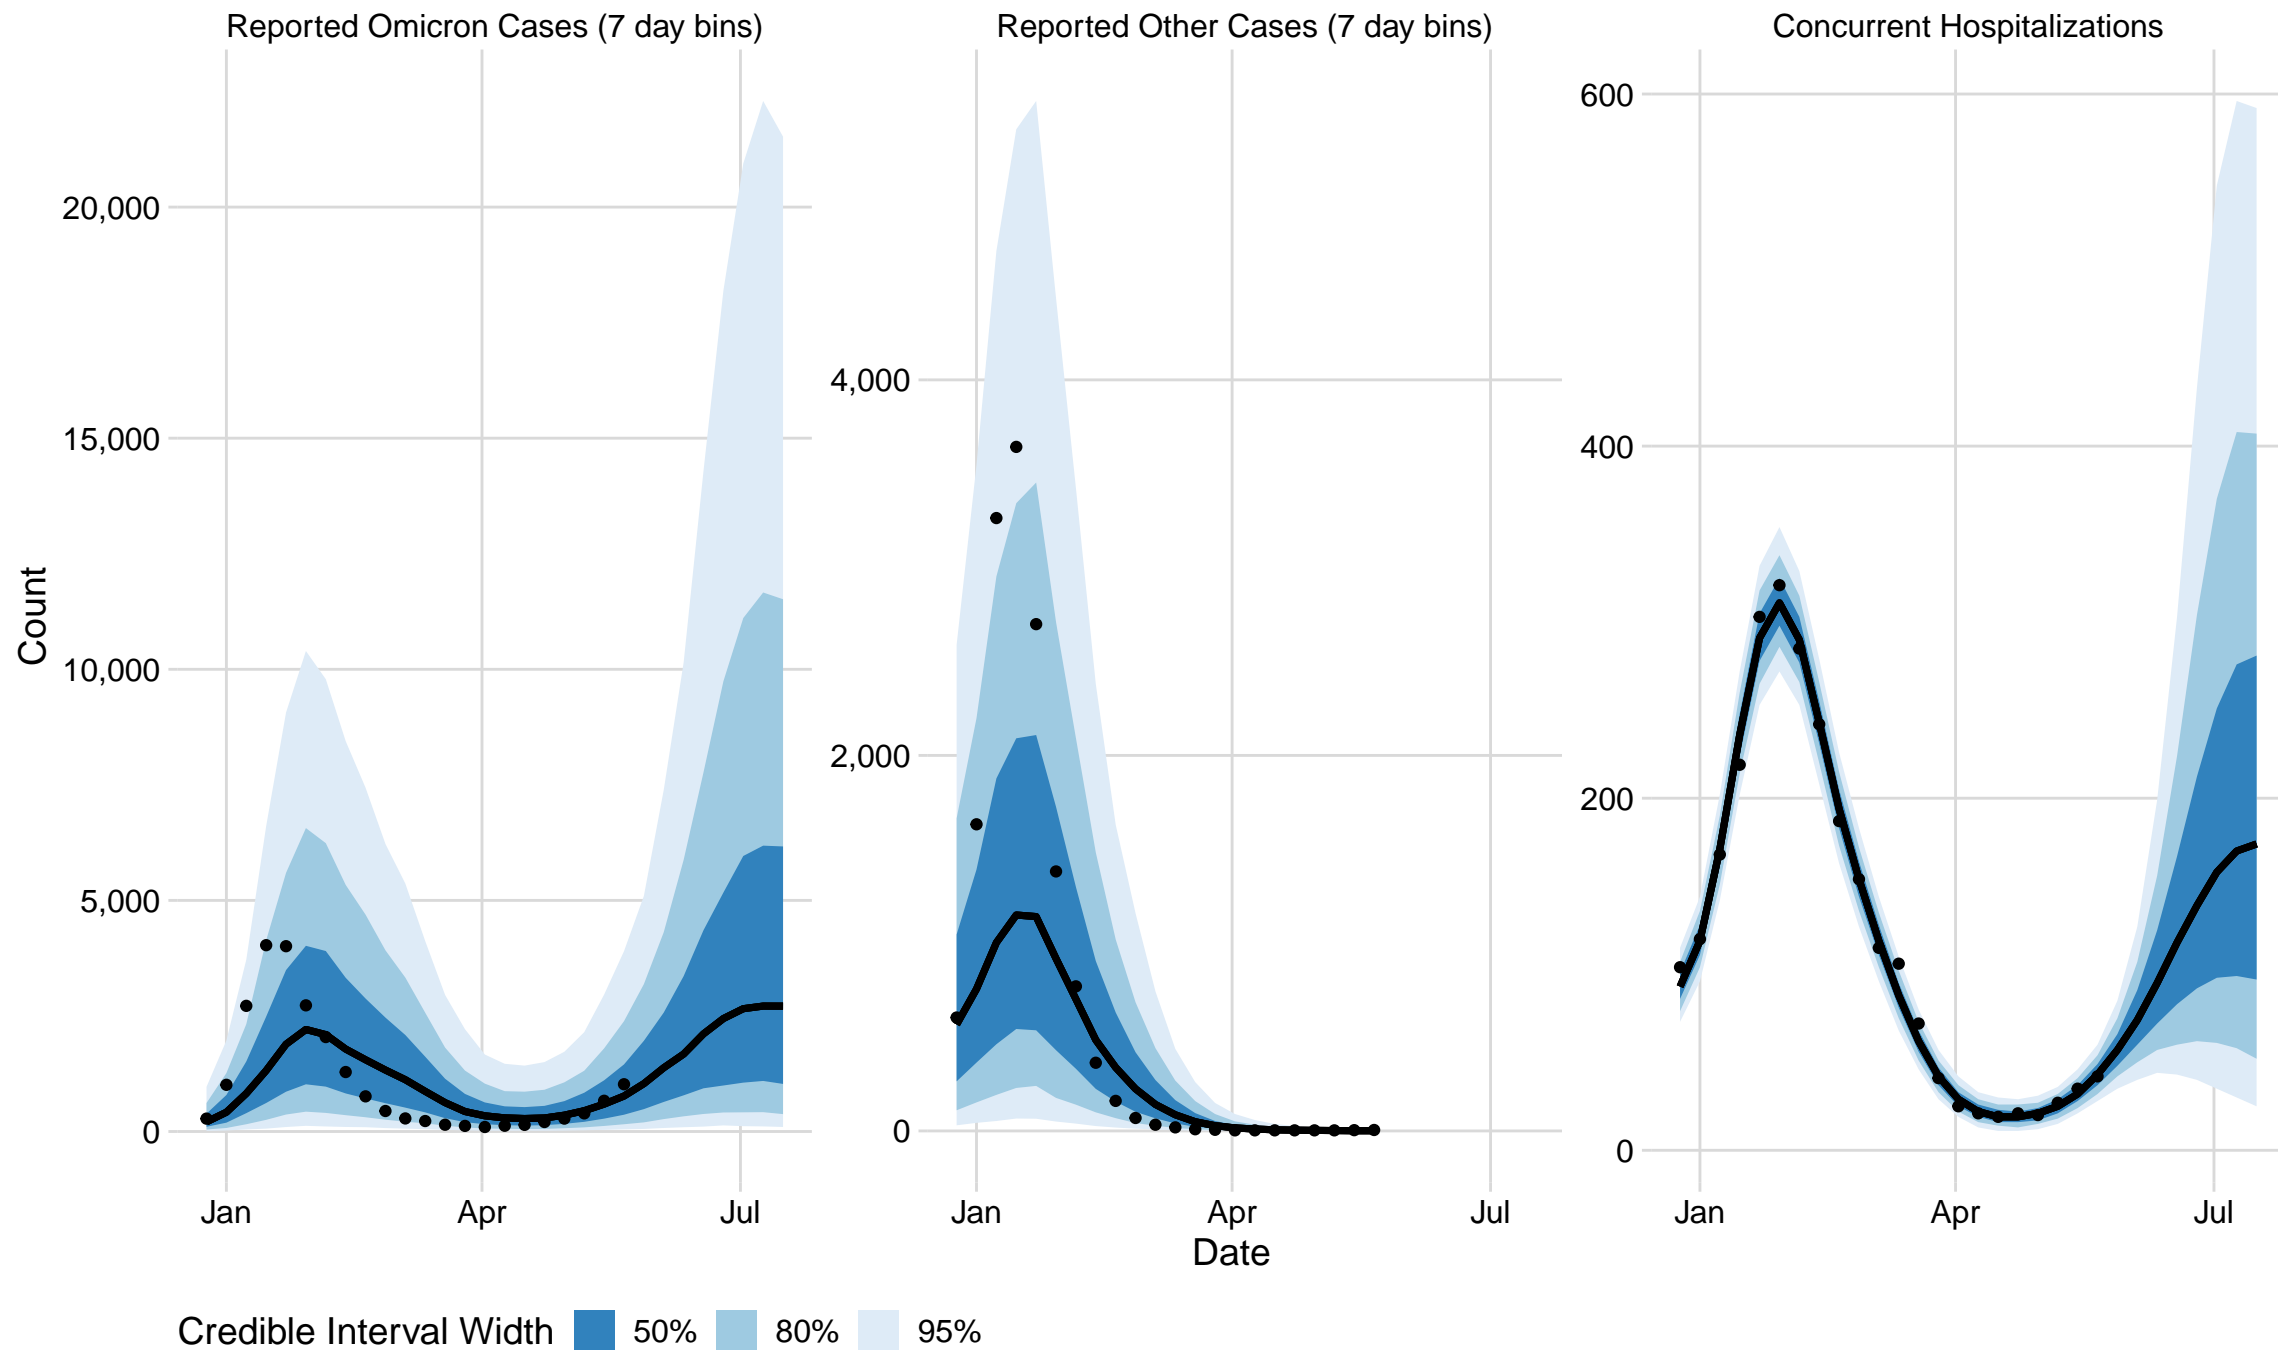 Reported Omicron Cases (7 day bins)
Reported Other Cases (7 day bins)
Concurrent Hospitalizations
Count
20,000
15,000
10,000
5,000
0
4,000
2,000
0
600
400
200
0
Jan Apr Jul
Jan Apr Jul
Jan Apr Jul
Date
Credible Interval Width 50% 80% 95%